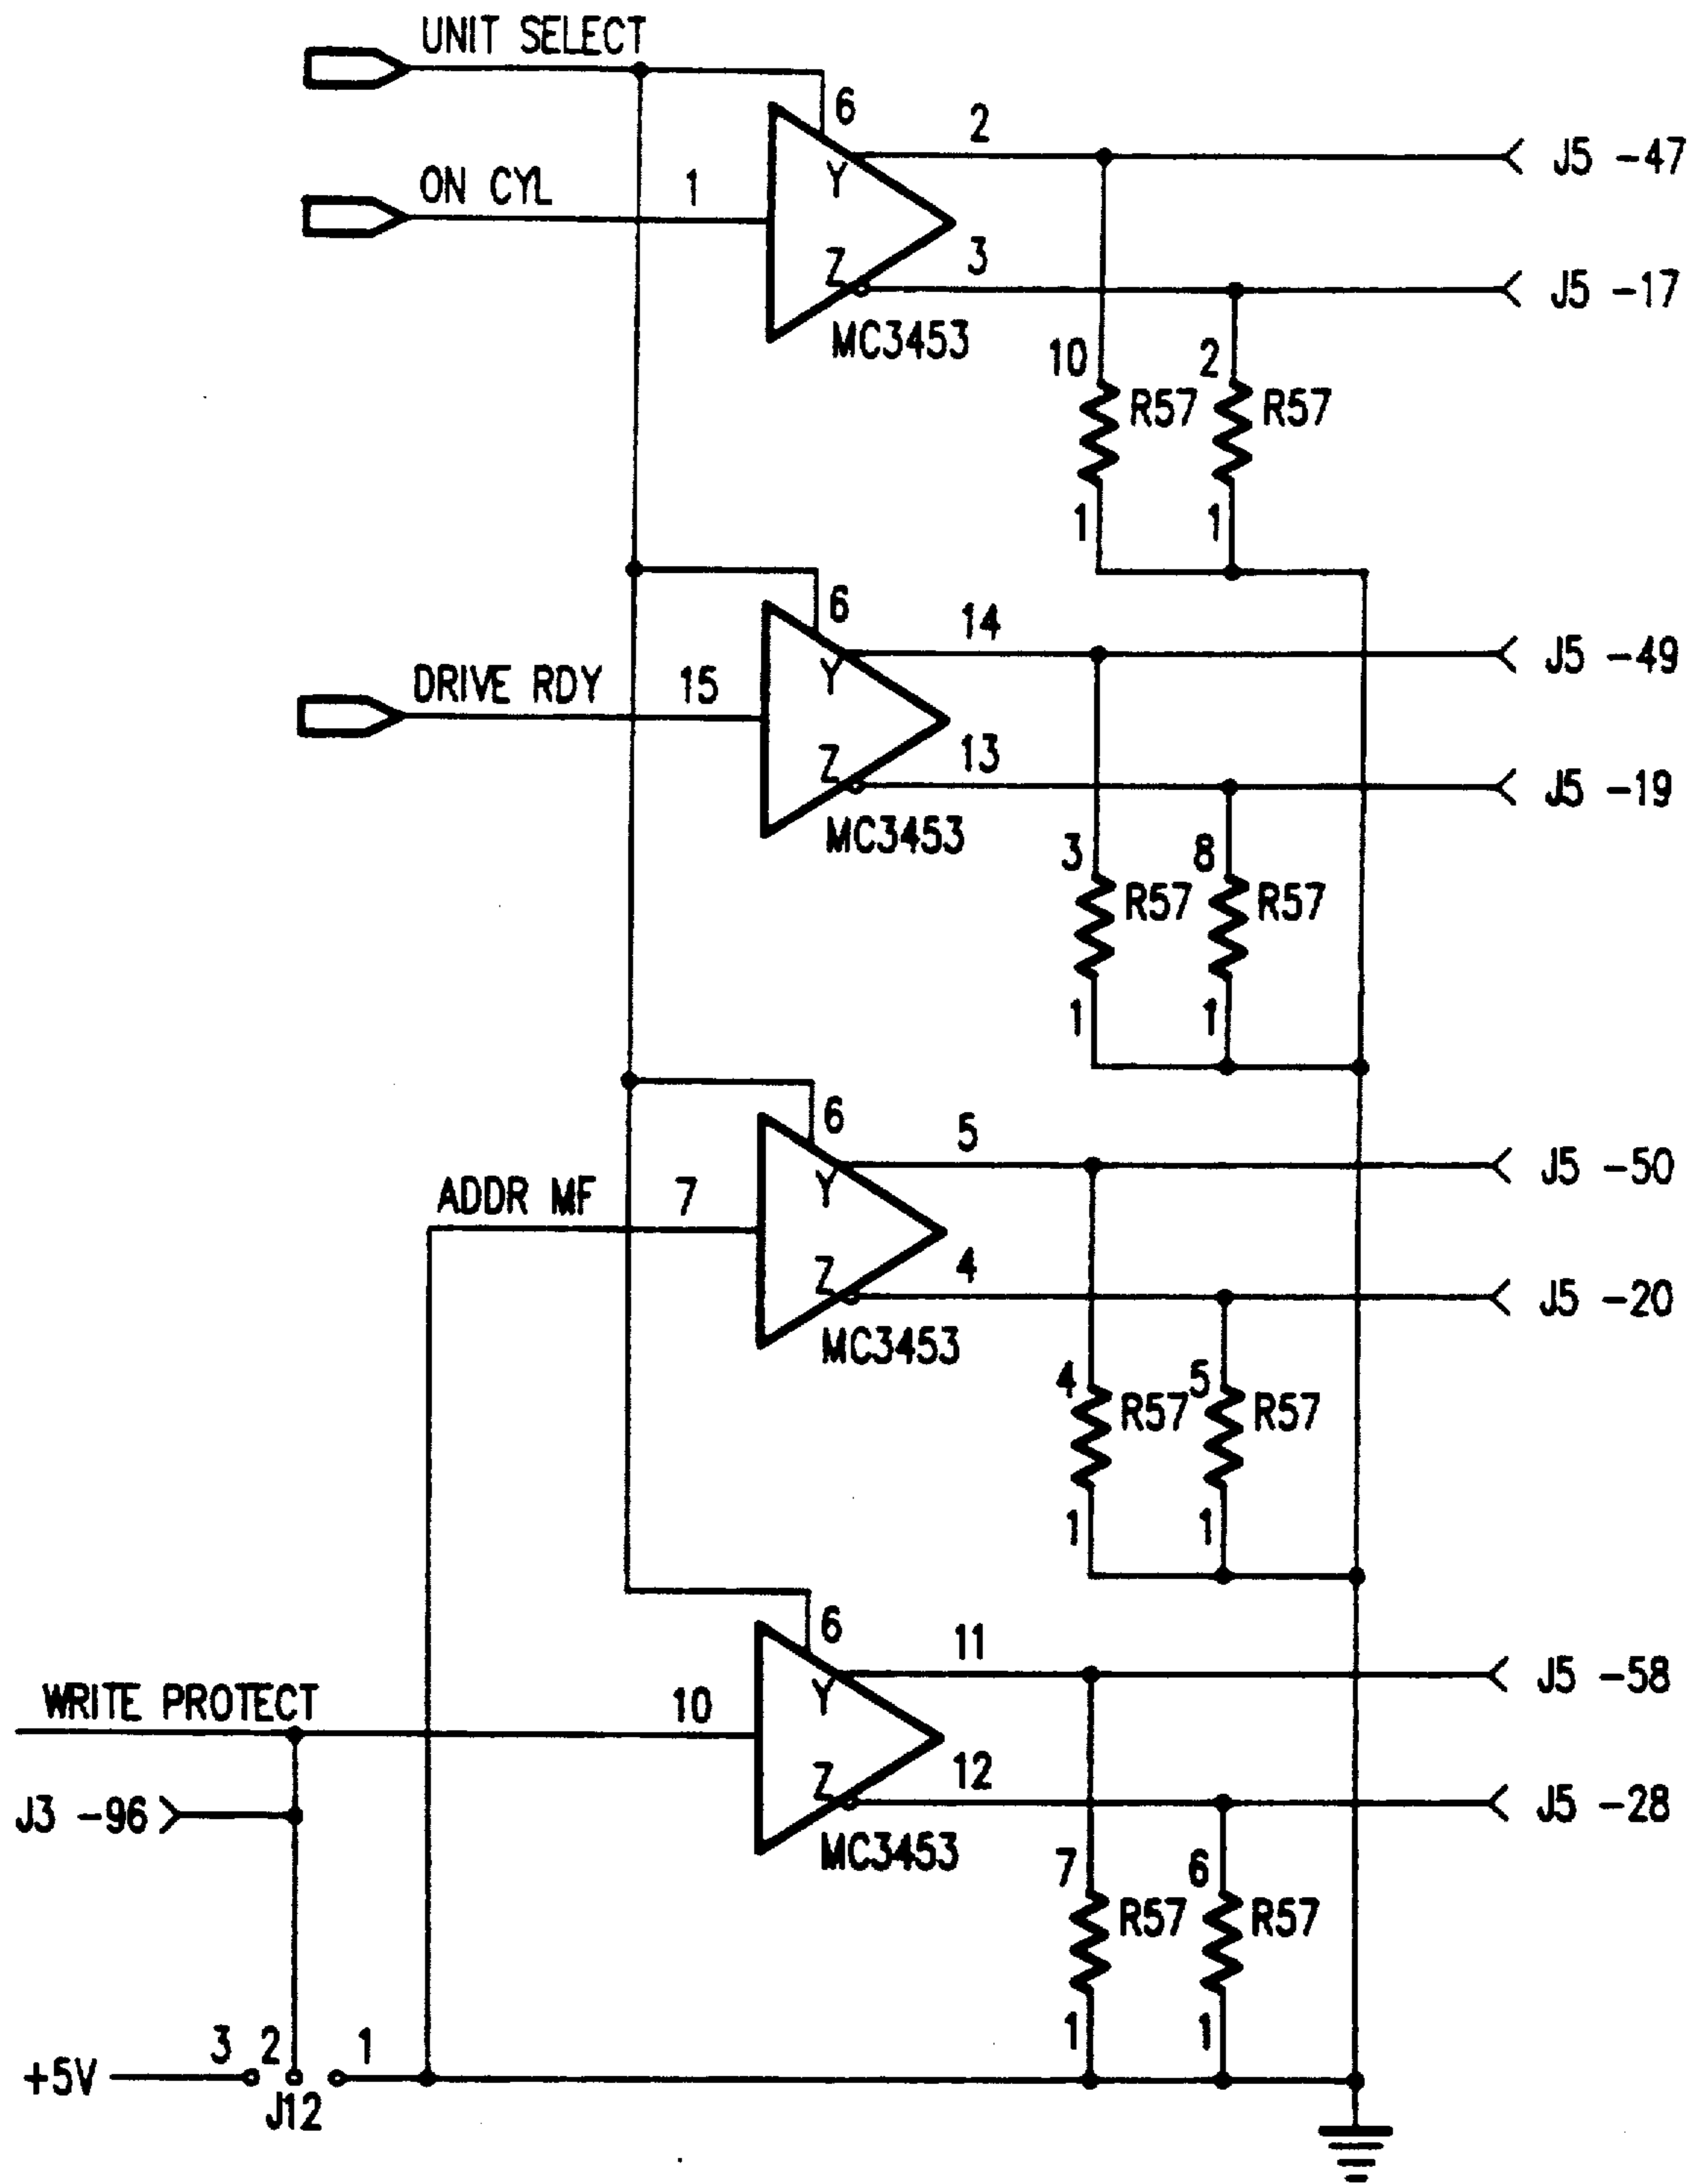 UNIT SELECT
6
2
J5 -47
ON CYL
1
Y
3
Z
J5 -17
MC3453
10
2
R57
R57
1
1
6
14
J5 -49
DRIVE RDY
15
Y
13
Z
J5 -19
MC3453
3
8
R57
R57
1
1
6
5
J5 -50
ADDR MF
7
Y
4
Z
J5 -20
MC3453
4
5
R57
R57
1
1
6
11
J5 -58
WRITE PROTECT
10
Y
12
Z
J5 -28
J3 -96
MC3453
7
6
R57
R57
1
1
3 2 1
+5V
J12